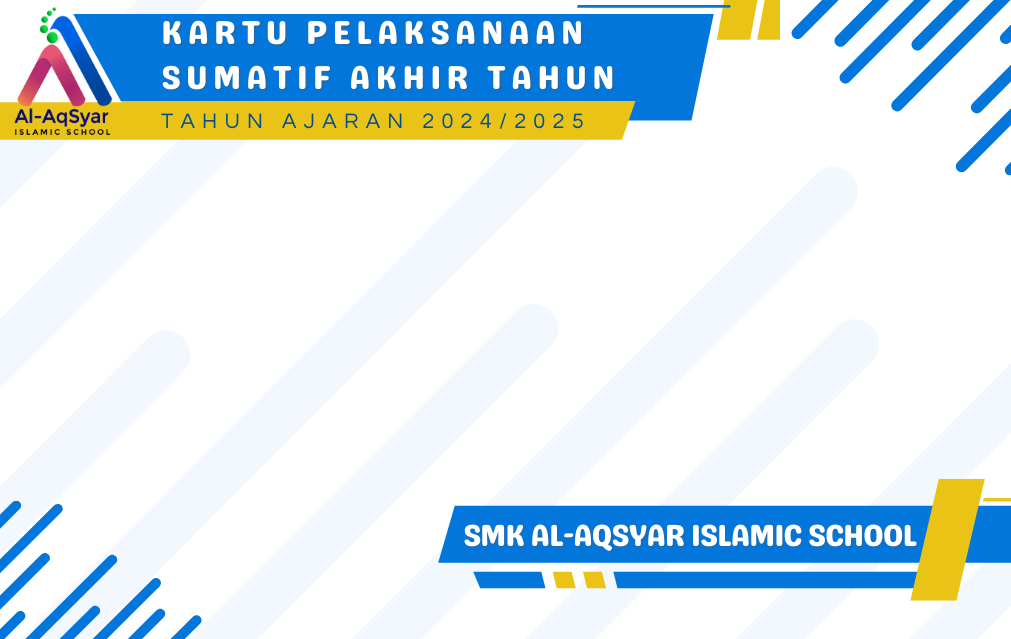 KARTU PELAKSANAAN
SUMATIF AKHIR TAHUN
TAHUN AJARAN 2024/2025
Al-AqSyar
ISLAMIC SCHOOL
SMK AL-AQSYAR ISLAMIC SCHOOL